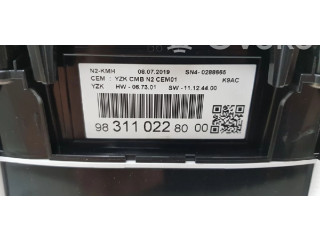 N2-KMH 08.07.2019 SN4- 0288665
CEM : YZK CMB N2 CEM01 K9AC
YZK HW - 06.73.01 SW - 11.12.44.00
98 311 022 80 00